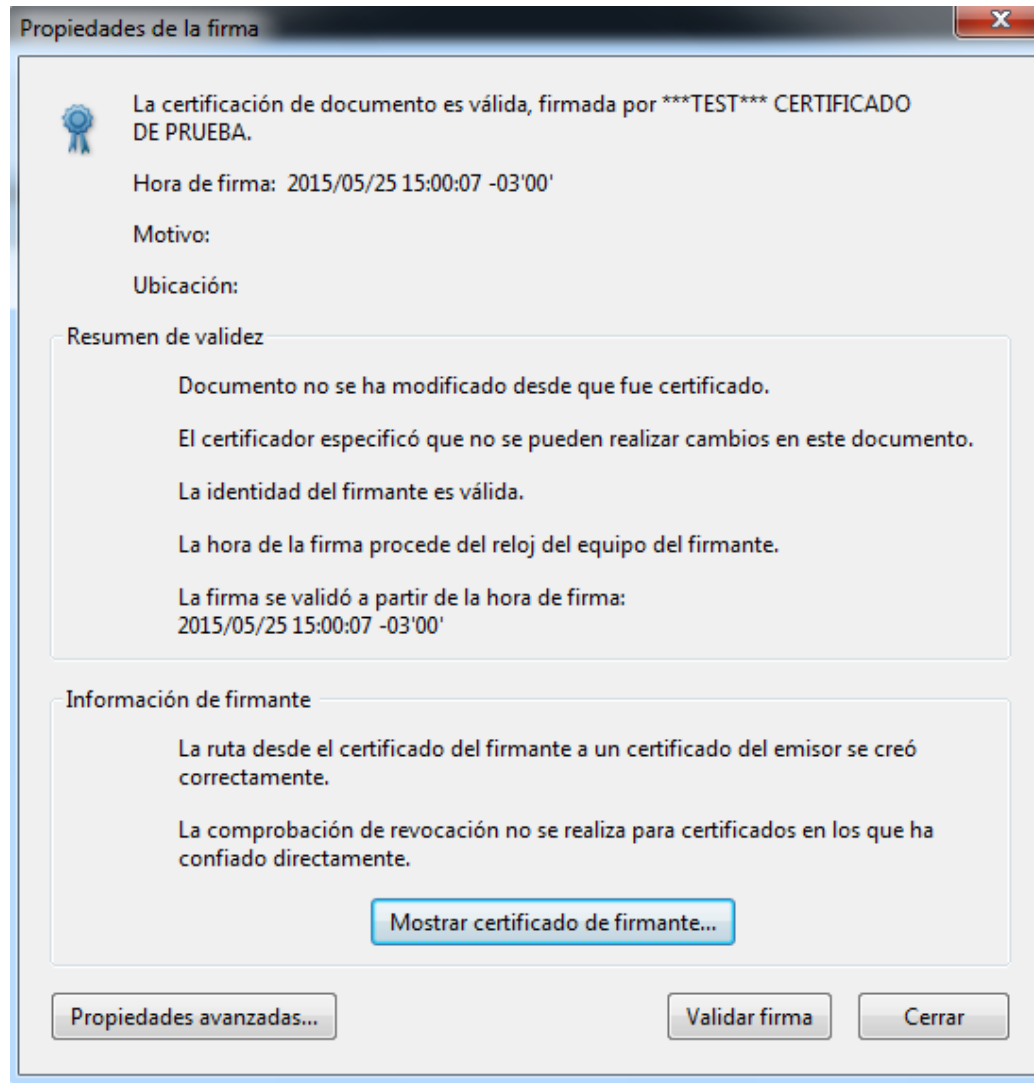 Propiedades de la firma
La certificación de documento es válida, firmada por ***TEST*** CERTIFICADO
DE PRUEBA.
Hora de firma: 2015/05/25 15:00:07 -03'00'
Motivo:
Ubicación:
Resumen de validez
Documento no se ha modificado desde que fue certificado.
El certificador especificó que no se pueden realizar cambios en este documento.
La identidad del firmante es válida.
La hora de la firma procede del reloj del equipo del firmante.
La firma se validó a partir de la hora de firma:
2015/05/25 15:00:07 -03'00'
Información de firmante
La ruta desde el certificado del firmante a un certificado del emisor se creó
correctamente.
La comprobación de revocación no se realiza para certificados en los que ha
confiado directamente.
Mostrar certificado de firmante...
Propiedades avanzadas...
Validar firma
Cerrar